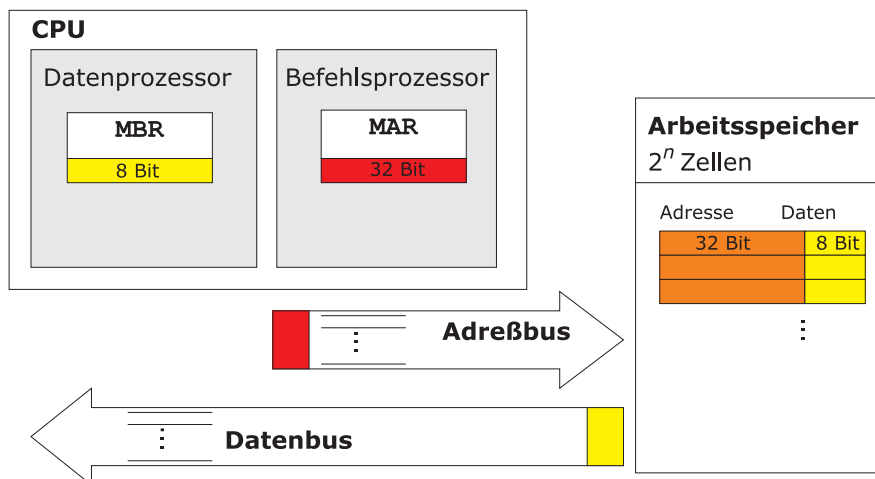 CPU
Datenprozessor
MBR
8 Bit
Befehlsprozessor
MAR
32 Bit
Arbeitsspeicher
2ⁿ Zellen
Adresse Daten
32 Bit 8 Bit
Adreßbus
Datenbus